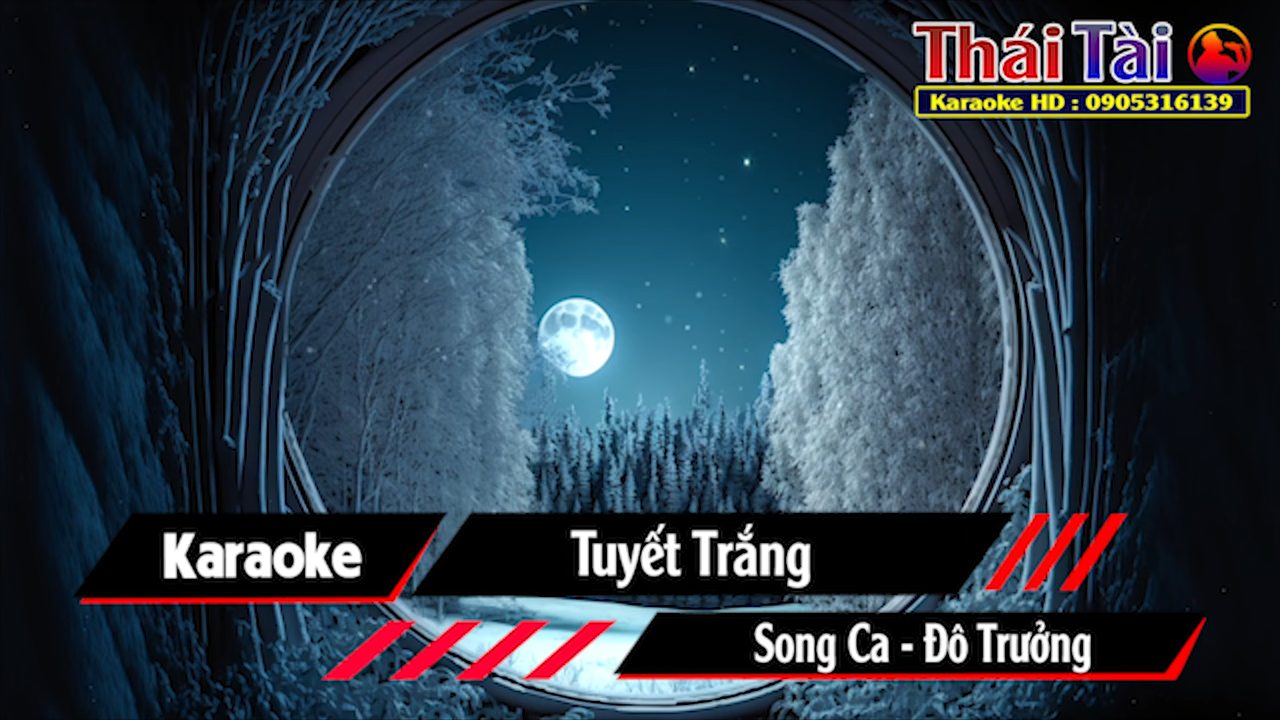 Thái Tài
Karaoke HD : 0905316139
Karaoke
Tuyết Trắng
Song Ca - Đô Trưởng